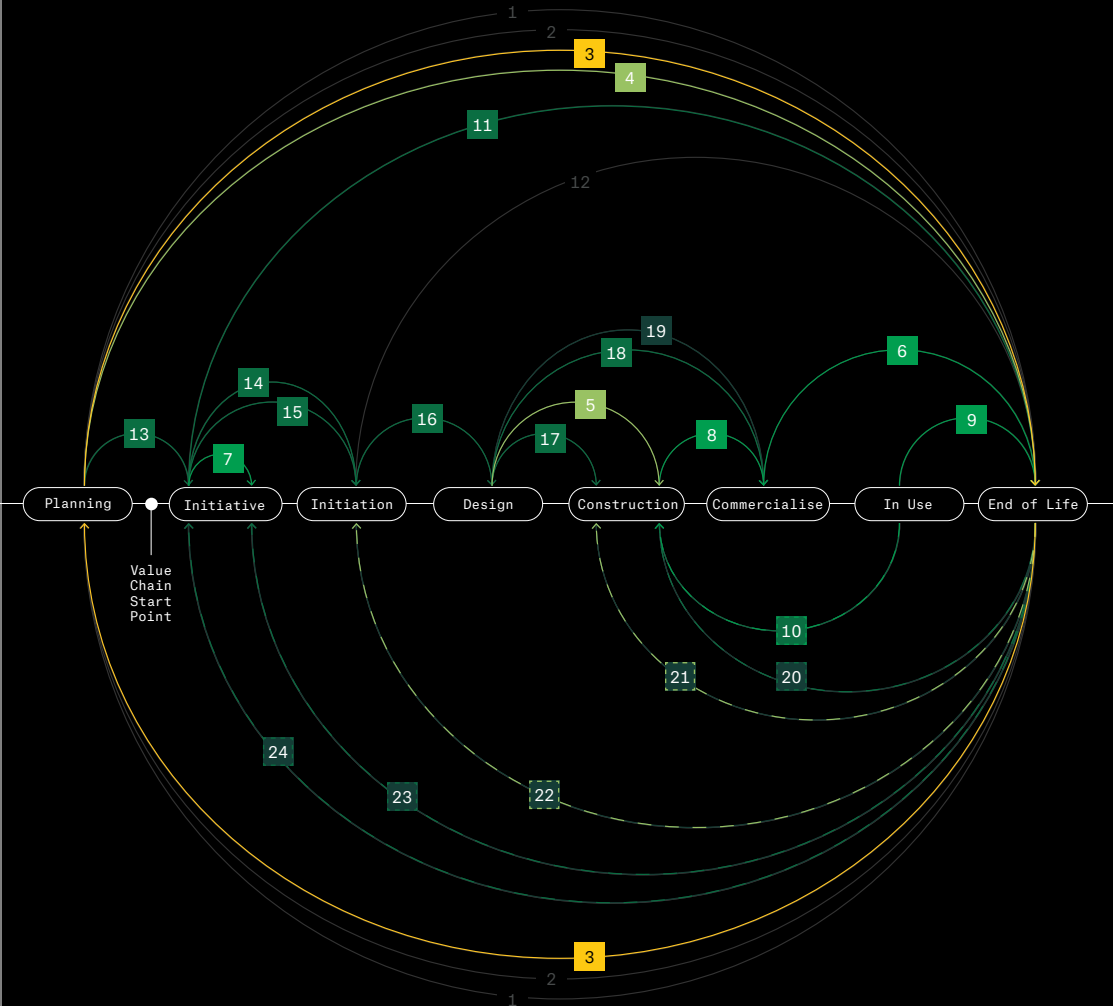 1
2
3
4
11
12
19
18
6
14
15
5
16
9
13
17
8
7
Planning
Initiative
Initiation
Design
Construction
Commercialise
In Use
End of Life
Value
Chain
Start
Point
10
21
20
24
23
22
3
2
1